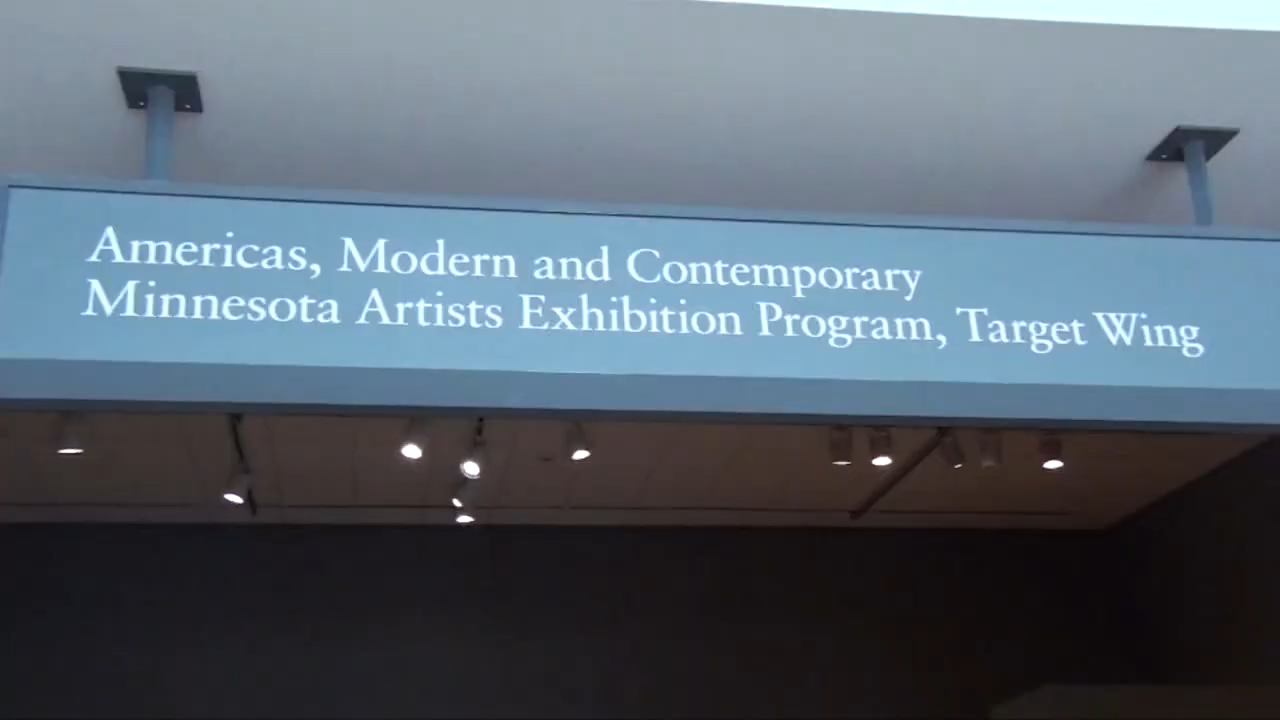 Americas, Modern and Contemporary
Minnesota Artists Exhibition Program, Target Wing